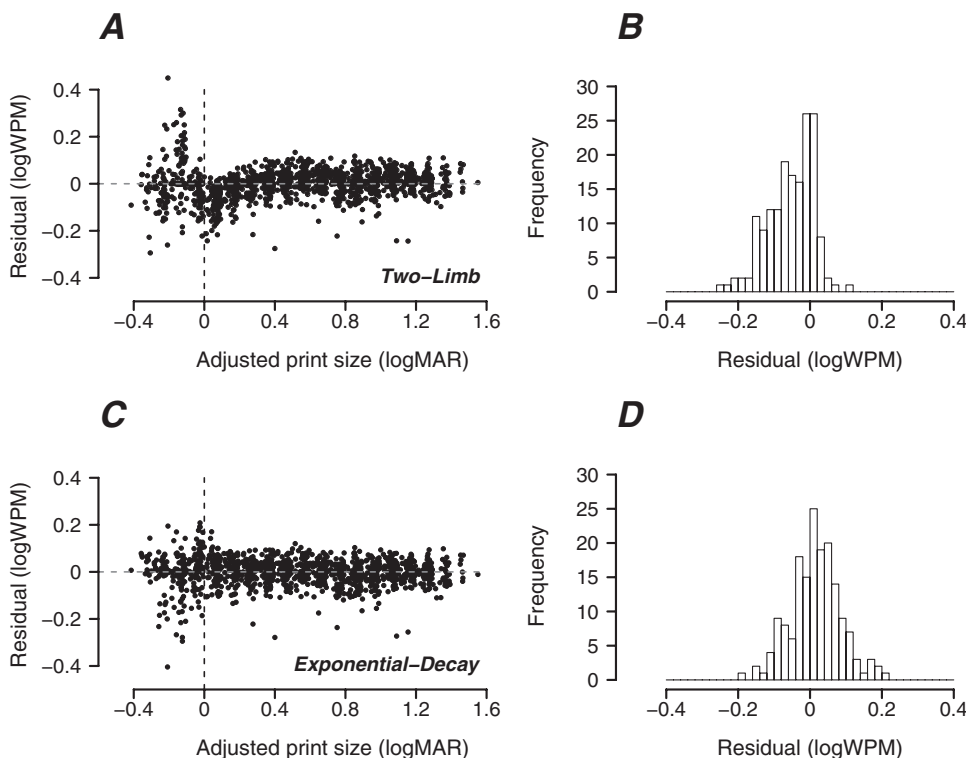 A
B
Residual (logWPM)
0.4
0.2
0
−0.2
−0.4
Two−Limb
−0.4 0 0.4 0.8 1.2 1.6
Adjusted print size (logMAR)
Frequency
30
25
20
15
10
5
0
−0.4 −0.2 0 0.2 0.4
Residual (logWPM)
C
D
Residual (logWPM)
0.4
0.2
0
−0.2
−0.4
Exponential−Decay
−0.4 0 0.4 0.8 1.2 1.6
Adjusted print size (logMAR)
Frequency
30
25
20
15
10
5
0
−0.4 −0.2 0 0.2 0.4
Residual (logWPM)